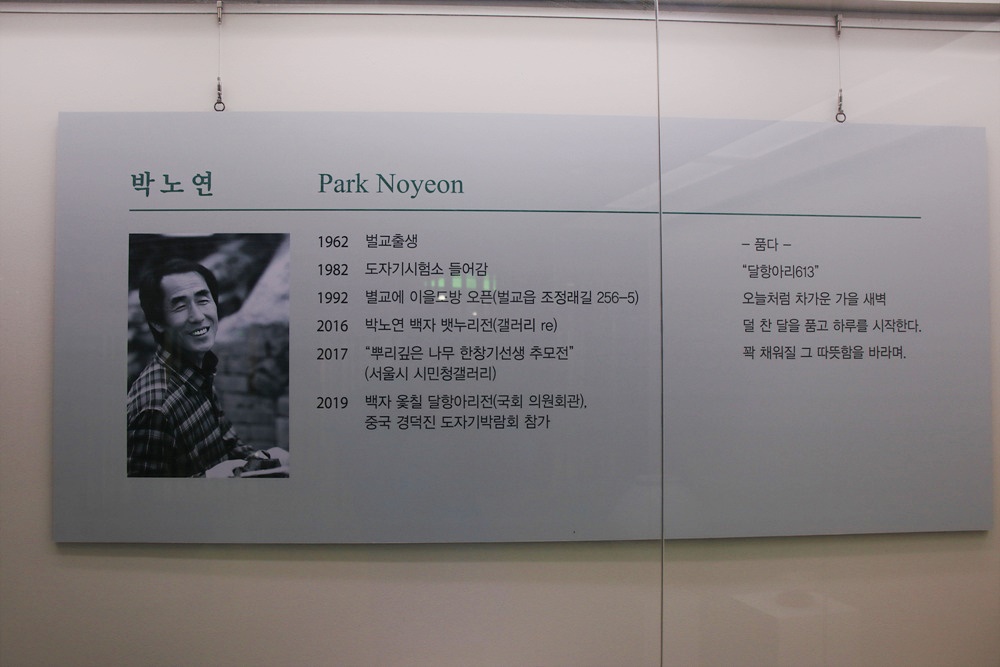 박노연 Park Noyeon
1962 벌교출생
1982 도자기시험소 들어감
1992 벌교에 이을도방 오픈(벌교읍 조정래길 256-5)
2016 박노연 백자 뱃누리전(갤러리 re)
2017 “뿌리깊은 나무 한창기선생 추모전”
(서울시 시민청갤러리)
2019 백자 옻칠 달항아리전(국회 의원회관),
중국 경덕진 도자기박람회 참가
– 품다 –
“달항아리613”
오늘처럼 차가운 가을 새벽
덜 찬 달을 품고 하루를 시작한다.
꽉 채워질 그 따뜻함을 바라며.